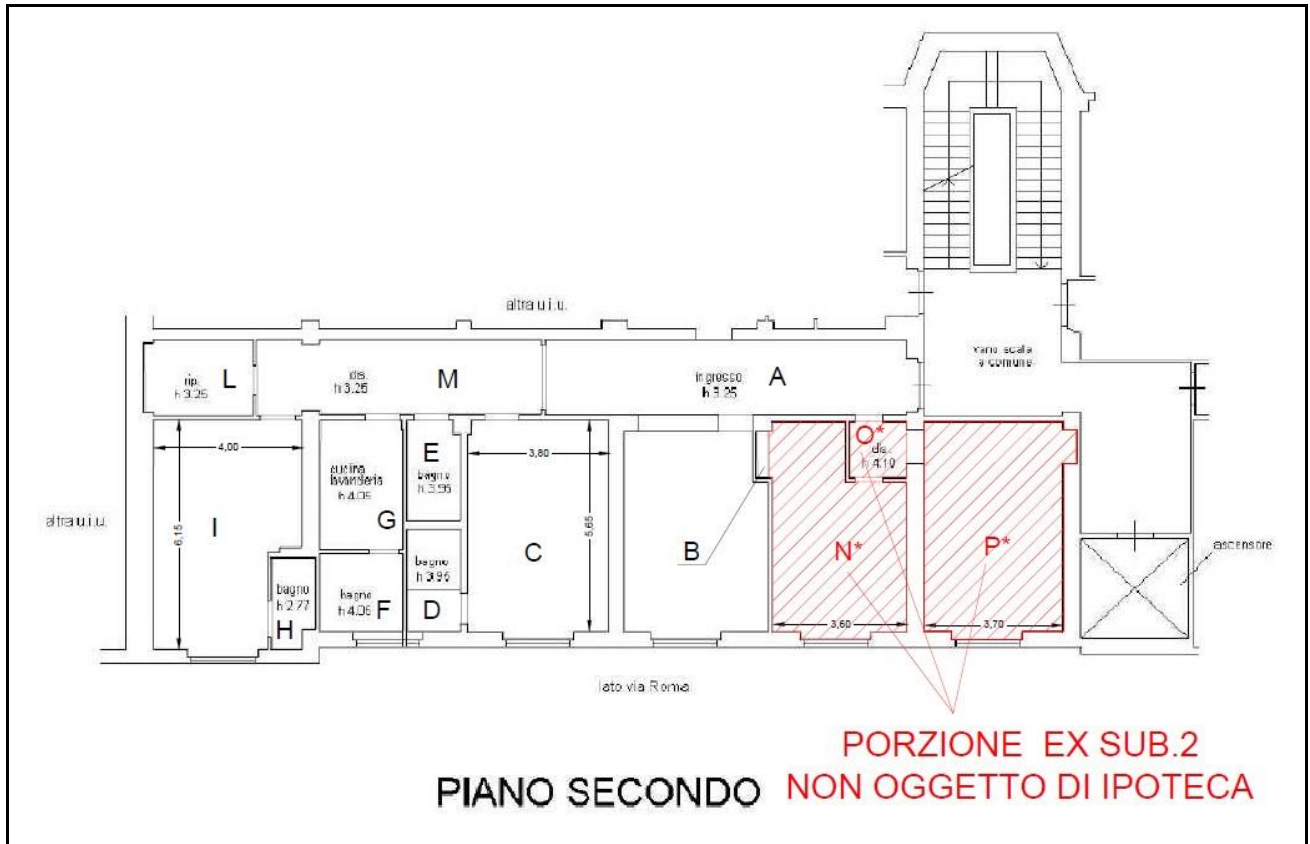 altra u.i.u.
vano scala
a comune
rip.
h 3.25
L
dis.
h 3.25
M
ingresso
h 3.25
A
4,00
E
bagno
h 3.95
3,80
O*
dis.
h 4.10
cucina
lavanderia
h 4.05
G
altra u.i.u.
I
6,15
5,65
C
B
N*
P*
ascensore
bagno
h 3.95
D
bagno
h 2.77
H
bagno
h 4.05
F
3,60
3,70
lato via Roma
PORZIONE EX SUB.2
NON OGGETTO DI IPOTECA
PIANO SECONDO